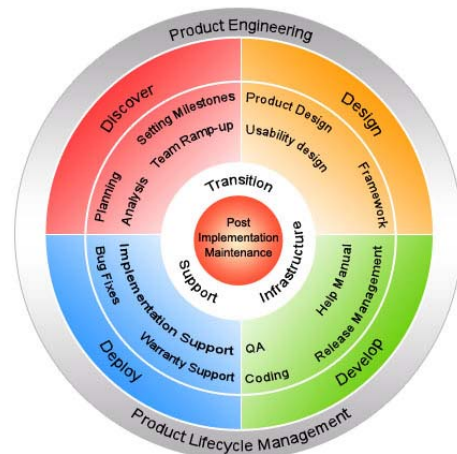 Product Engineering
Discover
Setting Milestones
Team Ramp-up
Planning
Analysis
Design
Product Design
Usability design
Framework
Transition
Infrastructure
Support
Post
Implementation
Maintenance
Bug Fixes
Implementation Support
Warranty Support
Deploy
Help Manual
Release Management
QA
Coding
Develop
Product Lifecycle Management